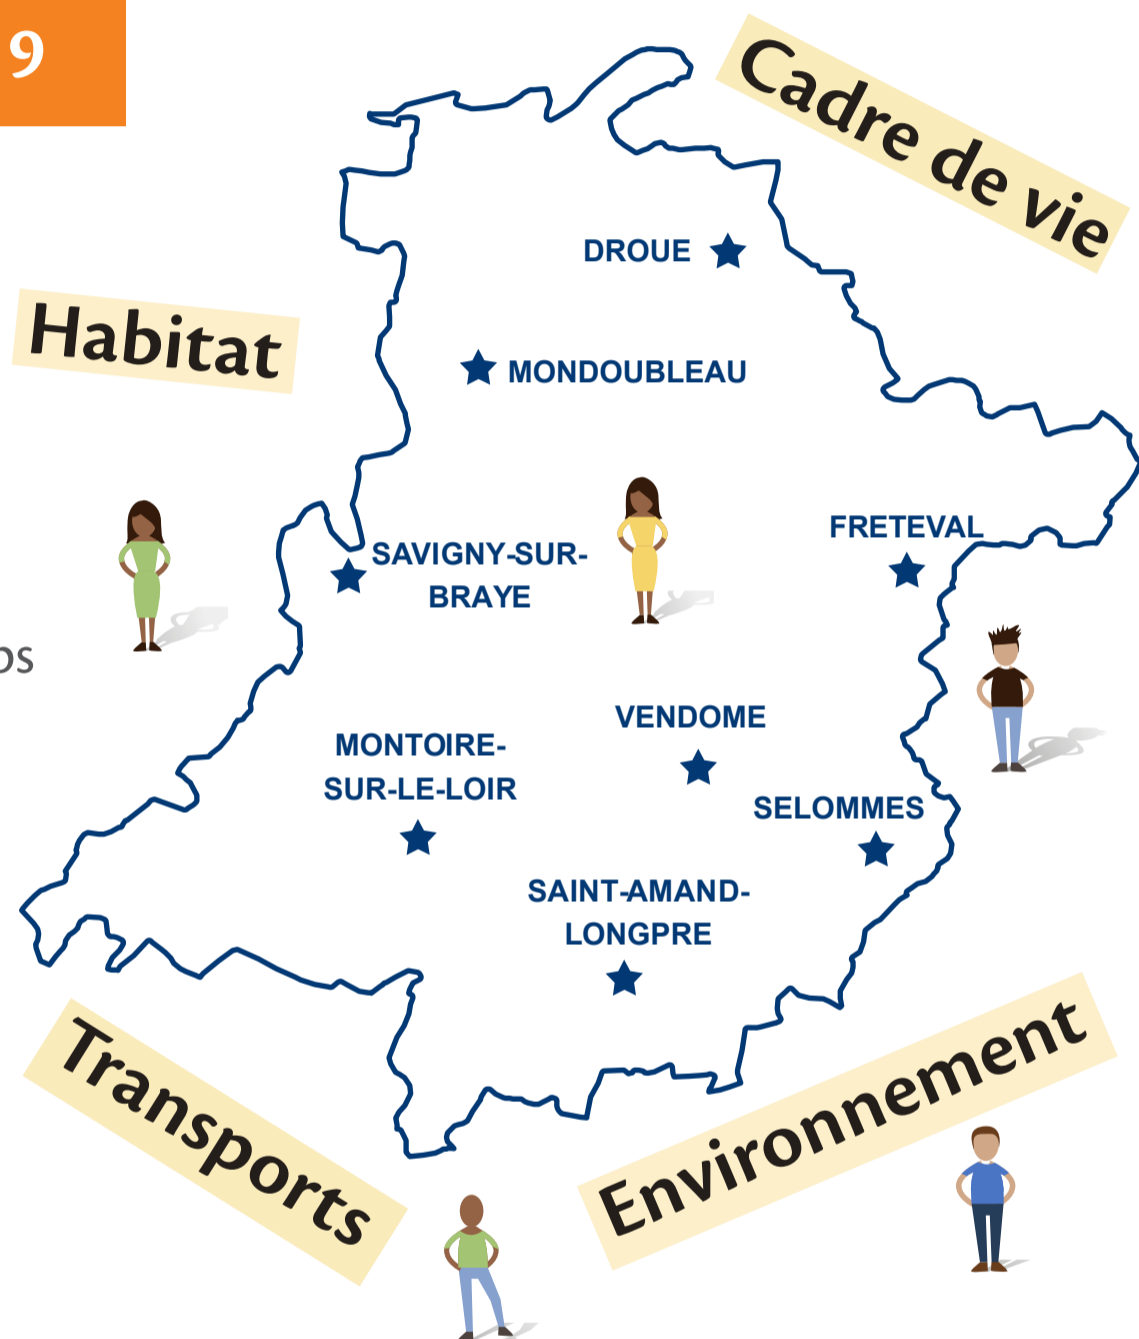 9
Cadre de vie
DROUE
Habitat
MONDOUBLEAU
FRETEVAL
SAVIGNY-SUR-
BRAYE
VENDOME
MONTOIRE-
SUR-LE-LOIR
SELOMMES
SAINT-AMAND-
LONGPRE
Transports
Environnement